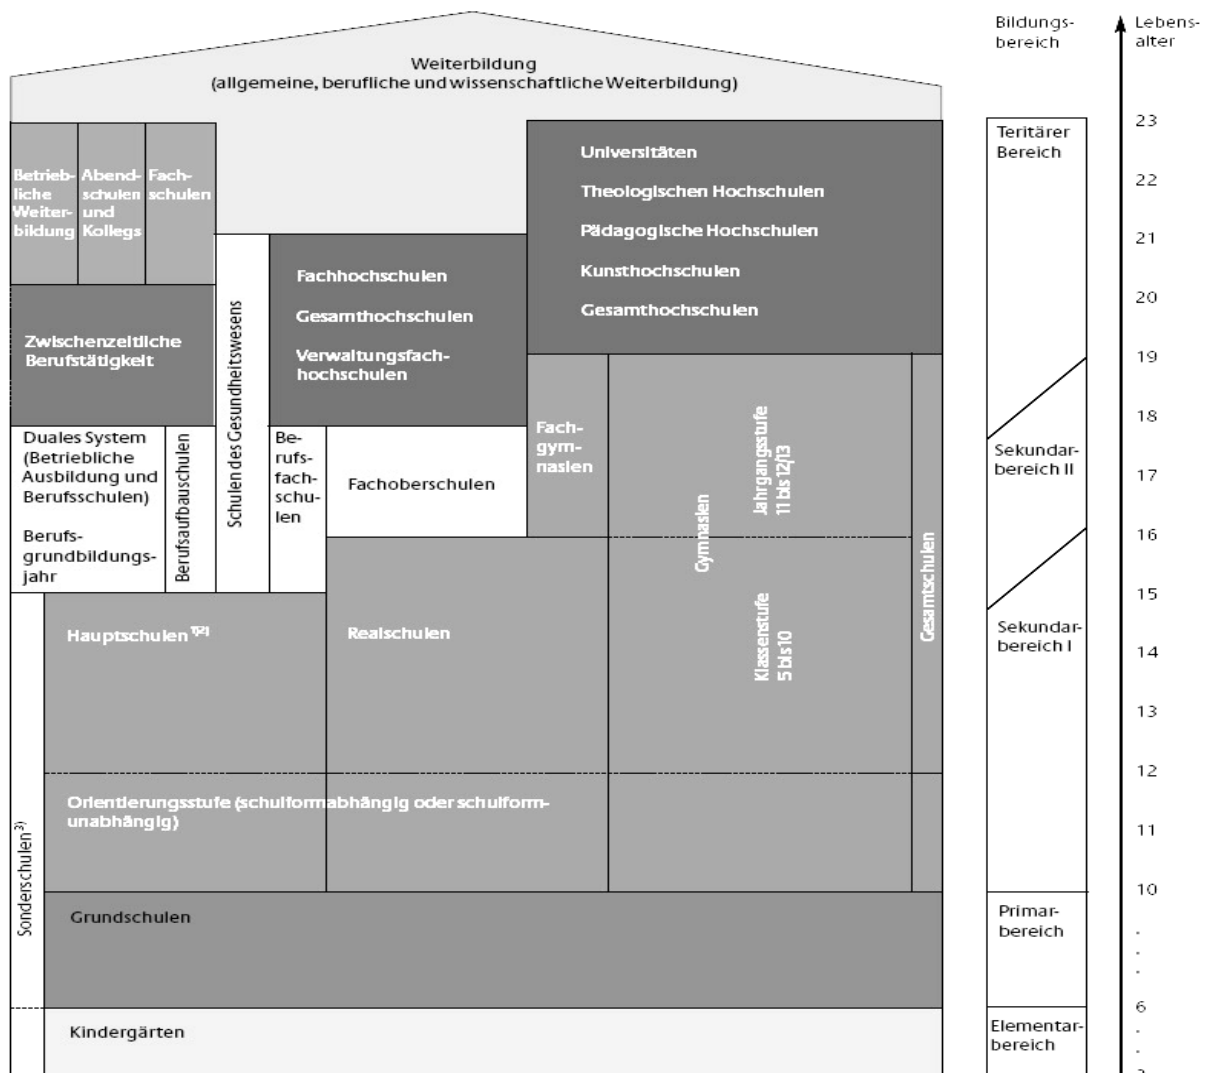 Bildungs-
bereich
Lebens-
alter
Weiterbildung
(allgemeine, berufliche und wissenschaftliche Weiterbildung)
Betrieb-
liche
Weiter-
bildung
Abend-
schulen
und
Kollegs
Fach-
schulen
Universitäten
Theologischen Hochschulen
Pädagogische Hochschulen
Kunsthochschulen
Gesamthochschulen
Fachhochschulen
Gesamthochschulen
Verwaltungsfach-
hochschulen
Zwischenzeitliche
Berufstätigkeit
Schulen des Gesundheitswesens
Duales System
(Betriebliche
Ausbildung und
Berufsschulen)
Berufs-
grundbildungs-
jahr
Berufsaufbauschulen
Be-
rufs-
fach-
schu-
len
Fachoberschulen
Fach-
gym-
nasien
Gymnasien
Jahrgangsstufe
11 bis 12/13
Klassenstufe
5 bis 10
Gesamtschulen
Hauptschulen 1)2)
Realschulen
Orientierungsstufe (schulformabhängig oder schulform-
unabhängig)
Sonderschulen3)
Grundschulen
Kindergärten
Teritärer
Bereich
Sekundar-
bereich II
Sekundar-
bereich I
Primar-
bereich
Elementar-
bereich
23
22
21
20
19
18
17
16
15
14
13
12
11
10
.
.
.
6
.
.